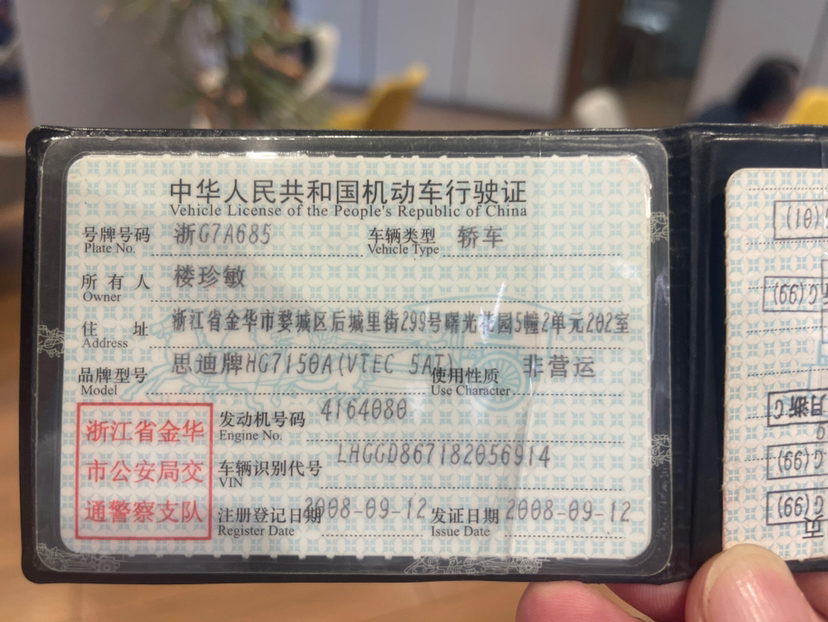 中华人民共和国机动车行驶证
Vehicle License of the People's Republic of China
号牌号码 浙G7A685 车辆类型 轿车
Plate No. Vehicle Type
所有人 楼珍敏
Owner
住址 浙江省金华市婺城区后城里街299号曙光花园5幢2单元202室
Address
品牌型号 思迪牌HG7150A(VTEC 5AT) 使用性质 非营运
Model Use Character
浙江省金华
市公安局交
通警察支队
发动机号码 4164080
Engine No.
车辆识别代号 LHGGD867182056914
VIN
注册登记日期 2008-09-12 发证日期 2008-09-12
Register Date Issue Date